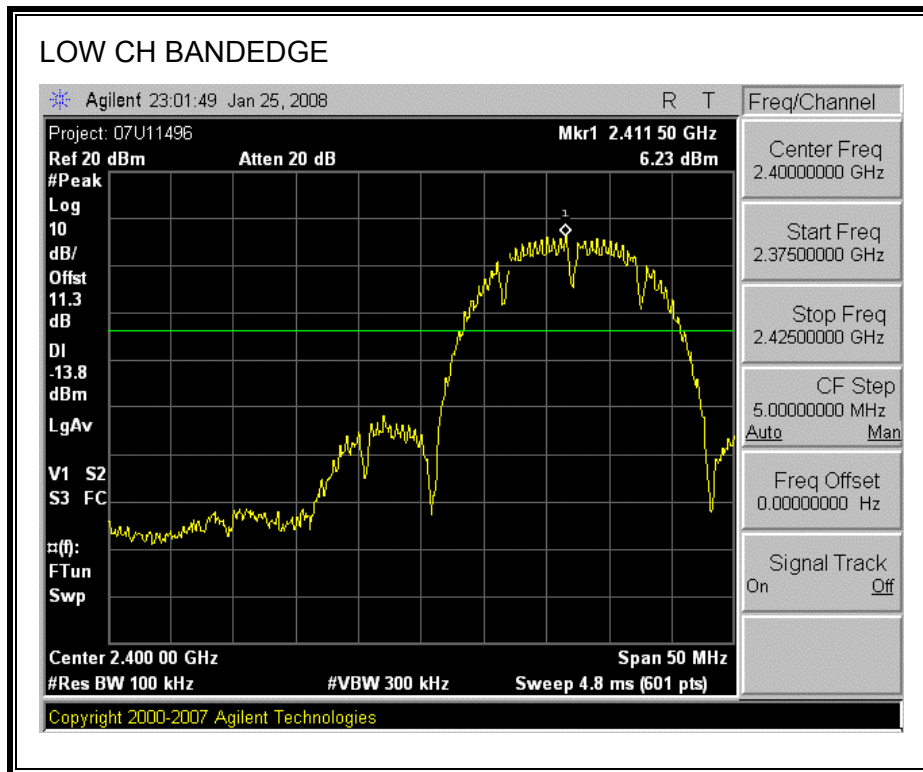 LOW CH BANDEDGE
Agilent 23:01:49 Jan 25, 2008 R T
Project: 07U11496 Mkr1 2.411 50 GHz
Ref 20 dBm Atten 20 dB 6.23 dBm
#Peak
Log
10
dB/
Offst
11.3
dB
DI
-13.8
dBm
LgAv
V1 S2
S3 FC
¤(f):
FTun
Swp
1
Center 2.400 00 GHz Span 50 MHz
#Res BW 100 kHz #VBW 300 kHz Sweep 4.8 ms (601 pts)
Copyright 2000-2007 Agilent Technologies
Freq/Channel
Center Freq
2.40000000 GHz
Start Freq
2.37500000 GHz
Stop Freq
2.42500000 GHz
CF Step
5.00000000 MHz
Auto Man
Freq Offset
0.00000000 Hz
Signal Track
On Off